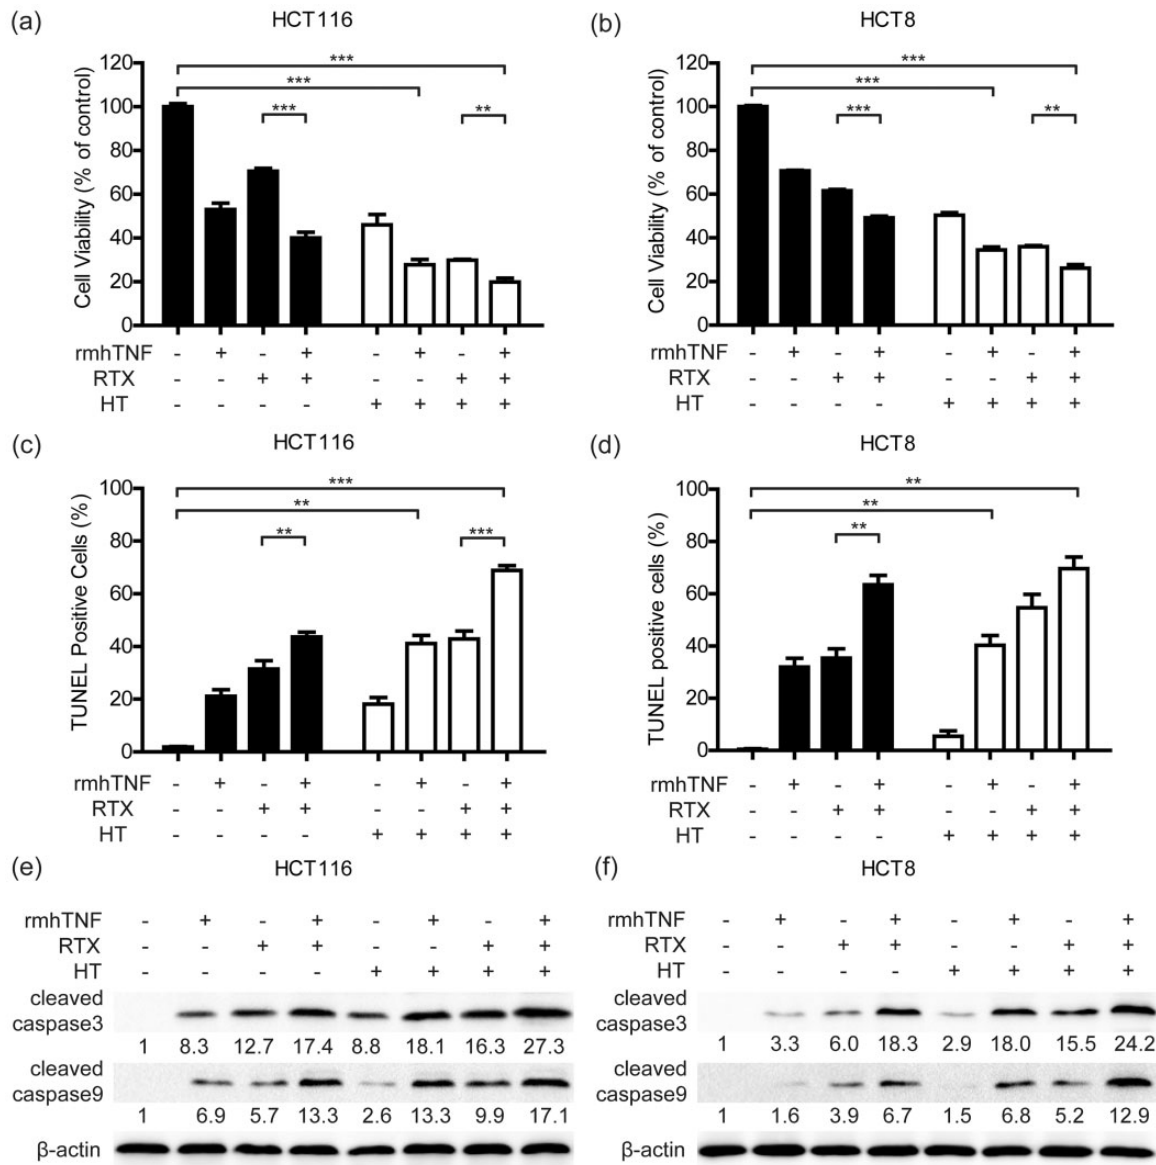 (a) HCT116
(b) HCT8
Cell Viability (% of control)
120
100
80
60
40
20
0
*** *** *** **
rmhTNF - + - + - + - +
RTX - - + + - - + +
HT - - - - + + + +
Cell Viability (% of control)
120
100
80
60
40
20
0
*** *** *** **
rmhTNF - + - + - + - +
RTX - - + + - - + +
HT - - - - + + + +
(c) HCT116
(d) HCT8
TUNEL Positive Cells (%)
100
80
60
40
20
0
*** ** ** ***
rmhTNF - + - + - + - +
RTX - - + + - - + +
HT - - - - + + + +
TUNEL positive cells (%)
100
80
60
40
20
0
** ** **
rmhTNF - + - + - + - +
RTX - - + + - - + +
HT - - - - + + + +
(e) HCT116
rmhTNF - + - + - + - +
RTX - - + + - - + +
HT - - - - + + + +
cleaved
caspase3
1 8.3 12.7 17.4 8.8 18.1 16.3 27.3
cleaved
caspase9
1 6.9 5.7 13.3 2.6 13.3 9.9 17.1
β-actin
(f) HCT8
rmhTNF - + - + - + - +
RTX - - + + - - + +
HT - - - - + + + +
cleaved
caspase3
1 3.3 6.0 18.3 2.9 18.0 15.5 24.2
cleaved
caspase9
1 1.6 3.9 6.7 1.5 6.8 5.2 12.9
β-actin